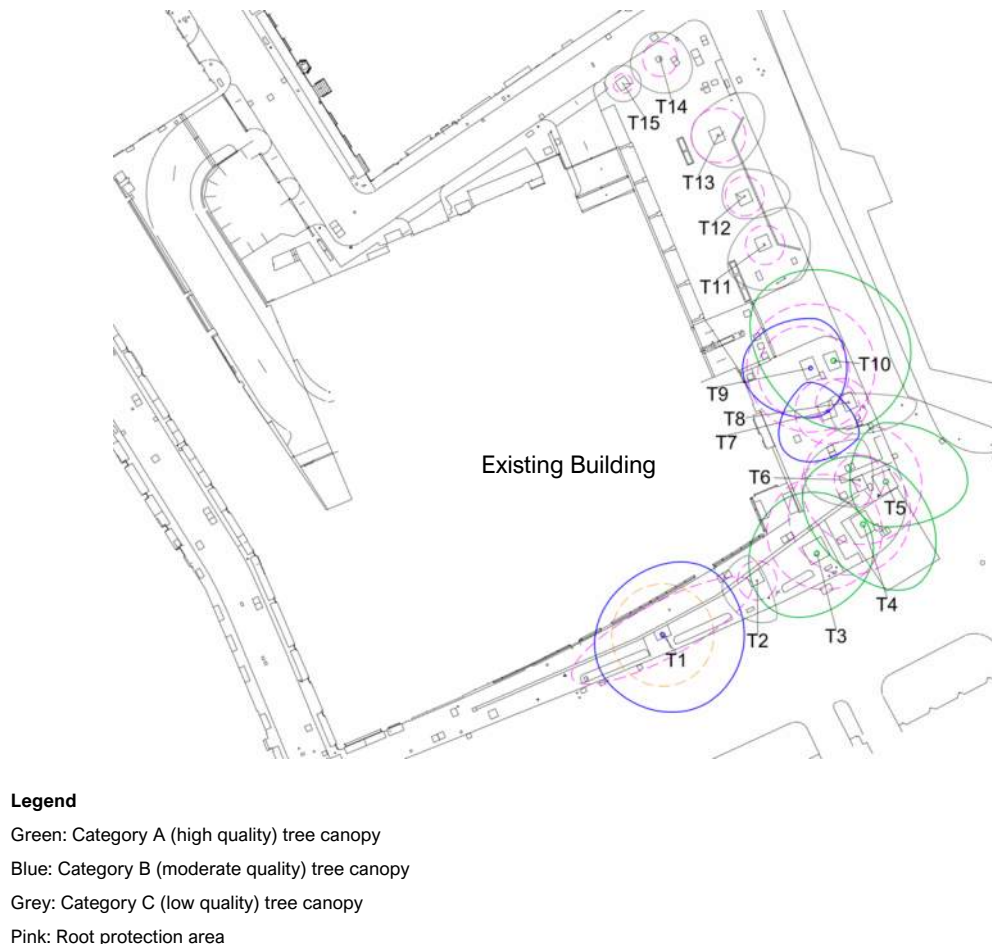 T14
T15
T13
T12
T11
T10
T9
T8
T7
Existing Building
T6
T5
T4
T2
T3
T1
Legend
Green: Category A (high quality) tree canopy
Blue: Category B (moderate quality) tree canopy
Grey: Category C (low quality) tree canopy
Pink: Root protection area